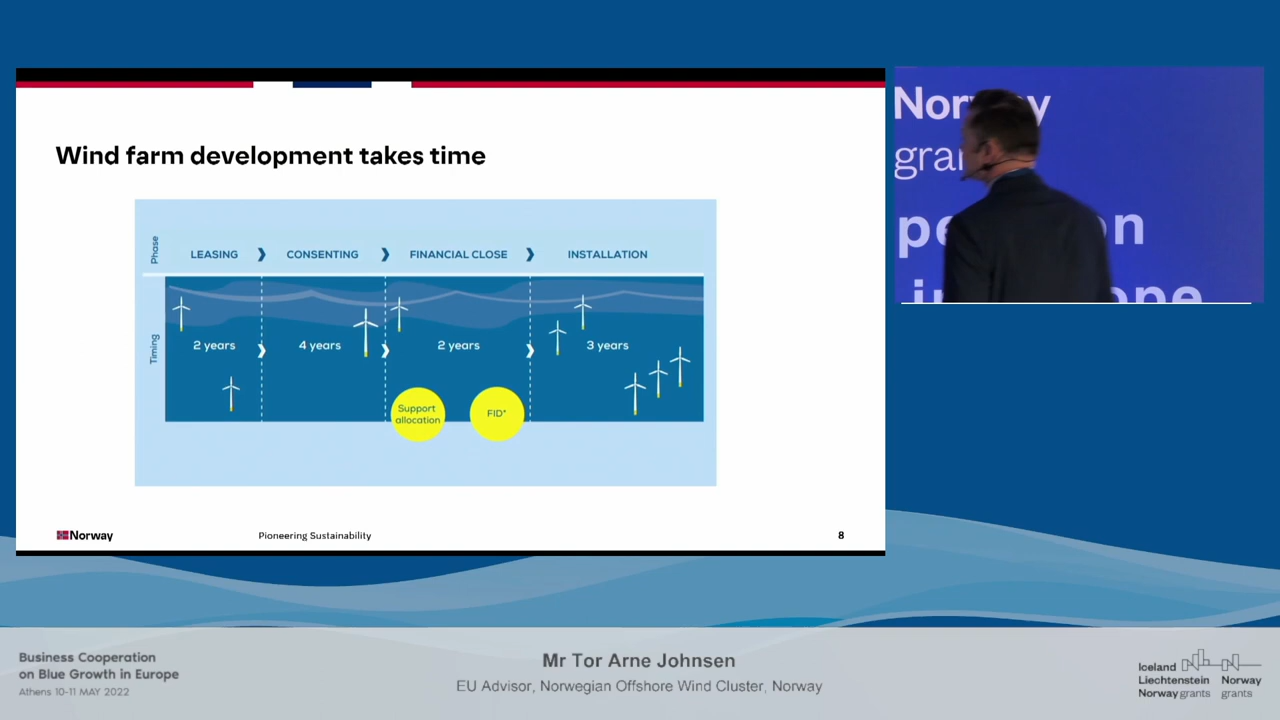 Wind farm development takes time
Phase
LEASING
CONSENTING
FINANCIAL CLOSE
INSTALLATION
Timing
2 years
4 years
2 years
3 years
Support
allocation
FID*
Norway
Pioneering Sustainability
8
Norway
grants
Business Cooperation
on Blue Growth in Europe
Athens 10-11 MAY 2022
Mr Tor Arne Johnsen
EU Advisor, Norwegian Offshore Wind Cluster, Norway
Iceland
Liechtenstein
Norway grants
Norway
grants